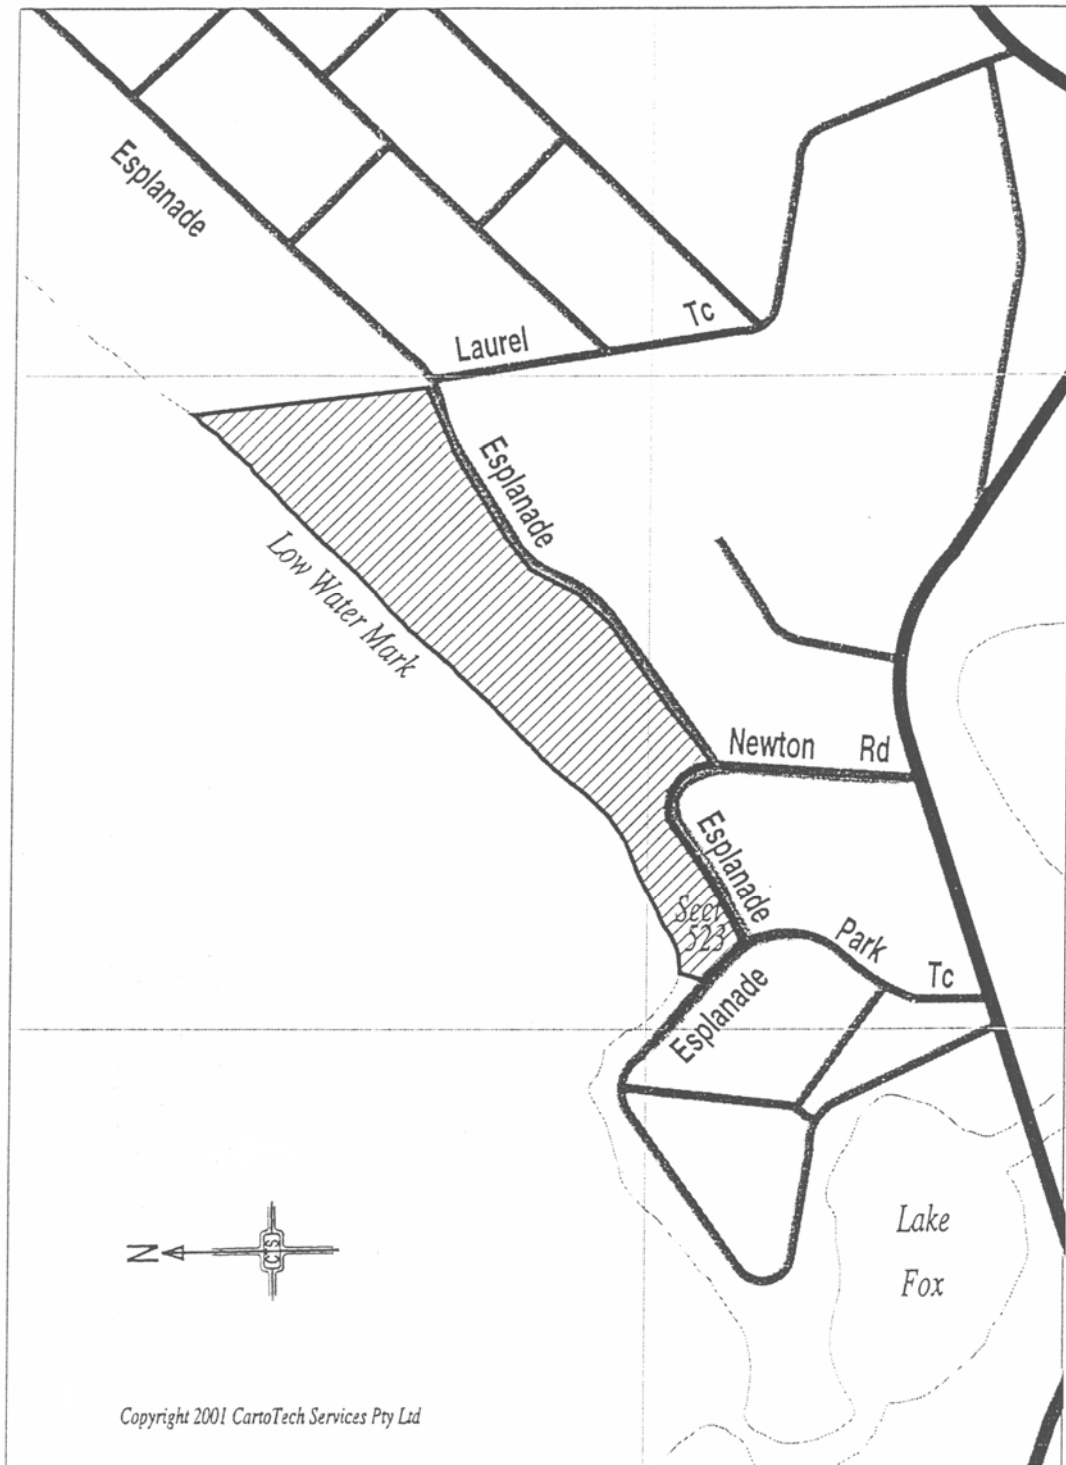 Esplanade
Laurel Tc
Esplanade
Low Water Mark
Newton Rd
Esplanade
Sect
523
Park Tc
Esplanade
Lake
Fox
N
CTS
Copyright 2001 CartoTech Services Pty Ltd